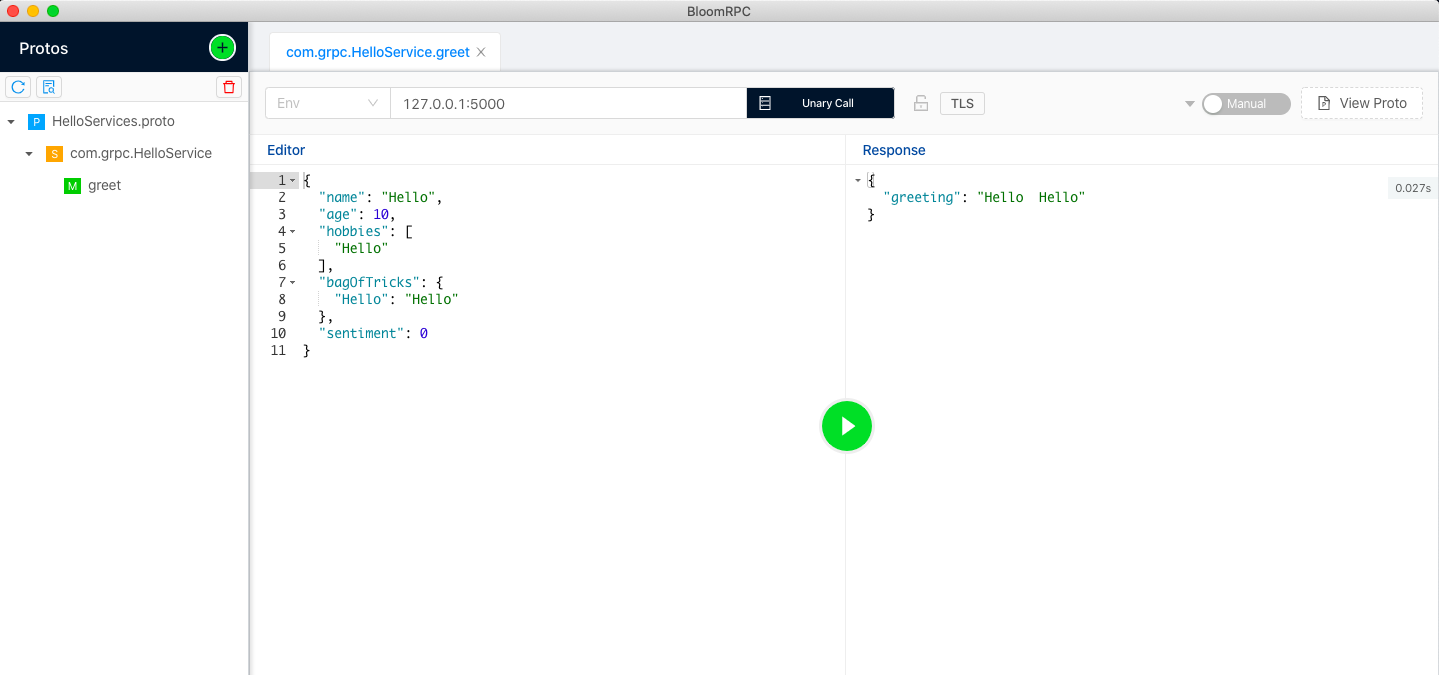 BloomRPC
Protos
com.grpc.HelloService.greet
Env
127.0.0.1:5000
Unary Call
TLS
Manual
View Proto
P HelloServices.proto
S com.grpc.HelloService
M greet
Editor
1 {
2 "name": "Hello",
3 "age": 10,
4 "hobbies": [
5 "Hello"
6 ],
7 "bagOfTricks": {
8 "Hello": "Hello"
9 },
10 "sentiment": 0
11 }
Response
{
"greeting": "Hello  Hello"
}
0.027s